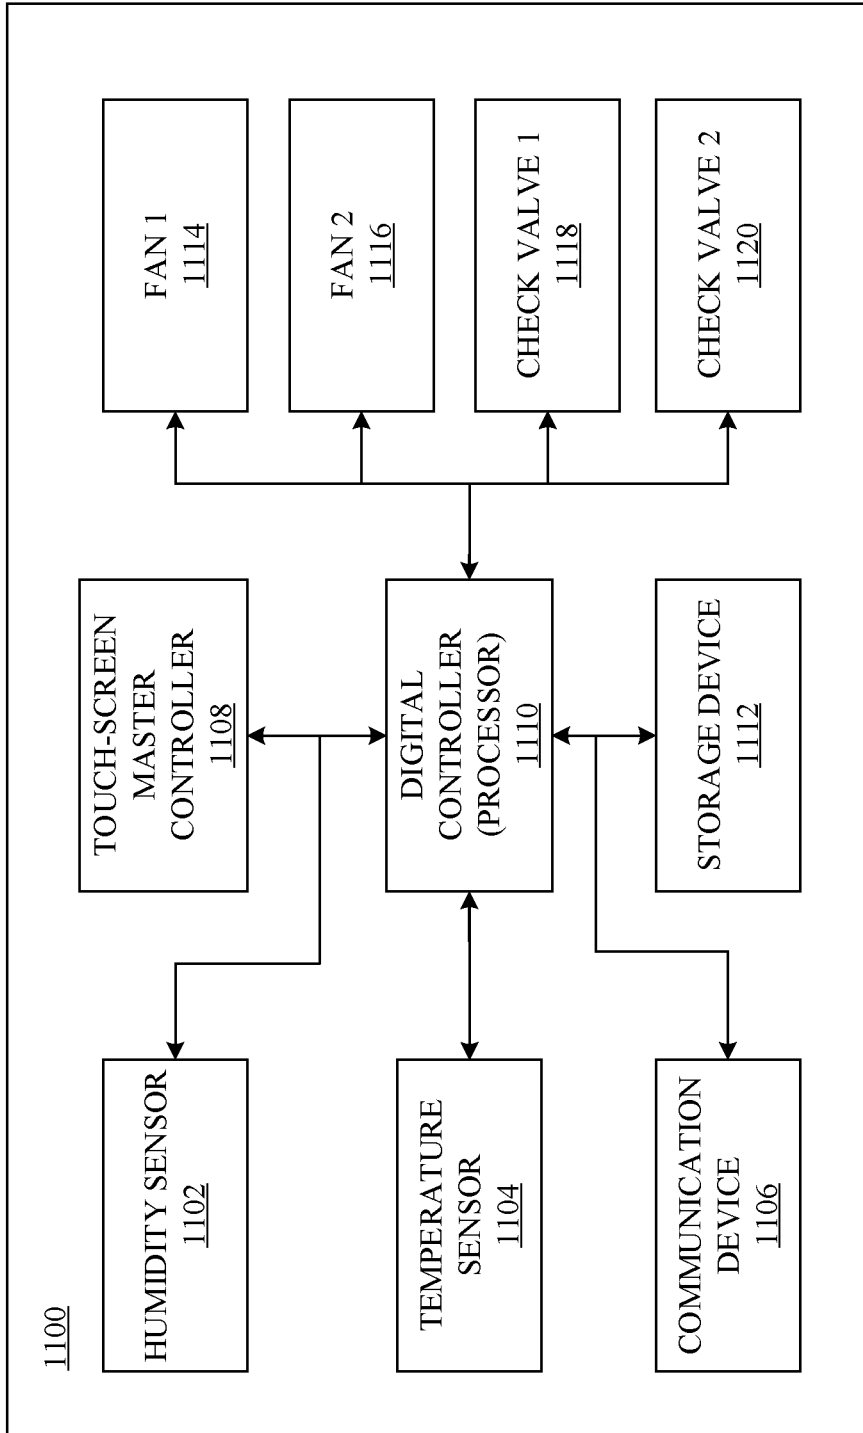 1100
HUMIDITY SENSOR
1102
TEMPERATURE
SENSOR
1104
COMMUNICATION
DEVICE
1106
TOUCH-SCREEN
MASTER
CONTROLLER
1108
DIGITAL
CONTROLLER
(PROCESSOR)
1110
STORAGE DEVICE
1112
FAN 1
1114
FAN 2
1116
CHECK VALVE 1
1118
CHECK VALVE 2
1120